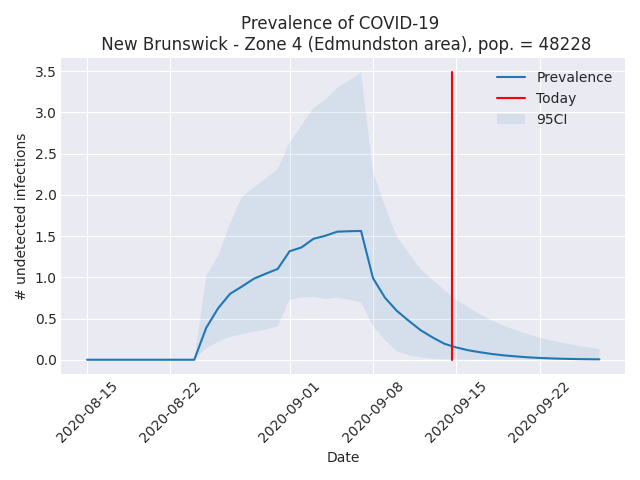 Prevalence of COVID-19
New Brunswick - Zone 4 (Edmundston area), pop. = 48228
Prevalence
Today
95CI
# undetected infections
3.5
3.0
2.5
2.0
1.5
1.0
0.5
0.0
2020-08-15
2020-08-22
2020-09-01
2020-09-08
2020-09-15
2020-09-22
Date